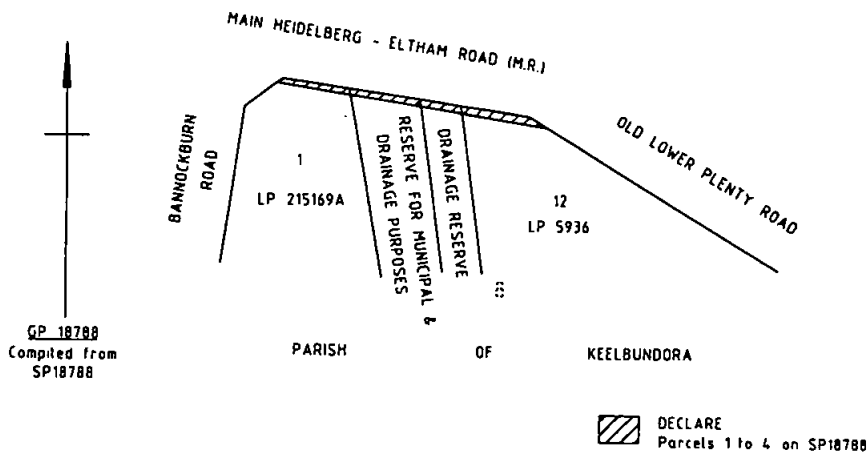 MAIN HEIDELBERG - ELTHAM ROAD (M.R.)
OLD LOWER PLENTY ROAD
BANNOCKBURN
ROAD
1
LP 215169A
RESERVE FOR MUNICIPAL &
DRAINAGE PURPOSES
DRAINAGE RESERVE
12
LP 5936
GP 18788
Compiled from
SP18788
PARISH OF KEELBUNDORA
DECLARE
Parcels 1 to 4 on SP18788